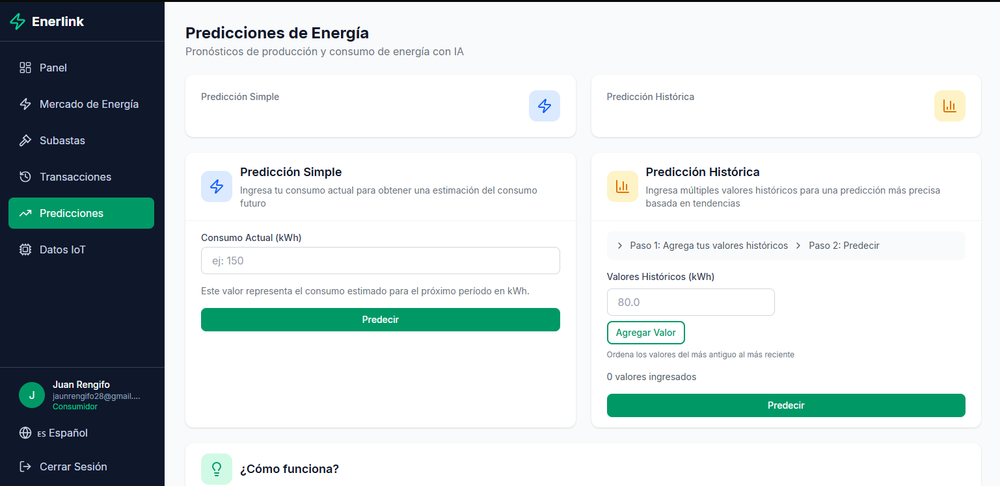 Enerlink
Panel
Mercado de Energía
Subastas
Transacciones
Predicciones
Datos IoT
Juan Rengifo
jaunrengifo28@gmail....
Consumidor
ES Español
Cerrar Sesión
Predicciones de Energía
Pronósticos de producción y consumo de energía con IA
Predicción Simple
Predicción Histórica
Predicción Simple
Ingresa tu consumo actual para obtener una estimación del consumo
futuro
Consumo Actual (kWh)
ej: 150
Este valor representa el consumo estimado para el próximo período en kWh.
Predecir
Predicción Histórica
Ingresa múltiples valores históricos para una predicción más precisa
basada en tendencias
Paso 1: Agrega tus valores históricos
Paso 2: Predecir
Valores Históricos (kWh)
80.0
Agregar Valor
Ordena los valores del más antiguo al más reciente
0 valores ingresados
Predecir
¿Cómo funciona?
J